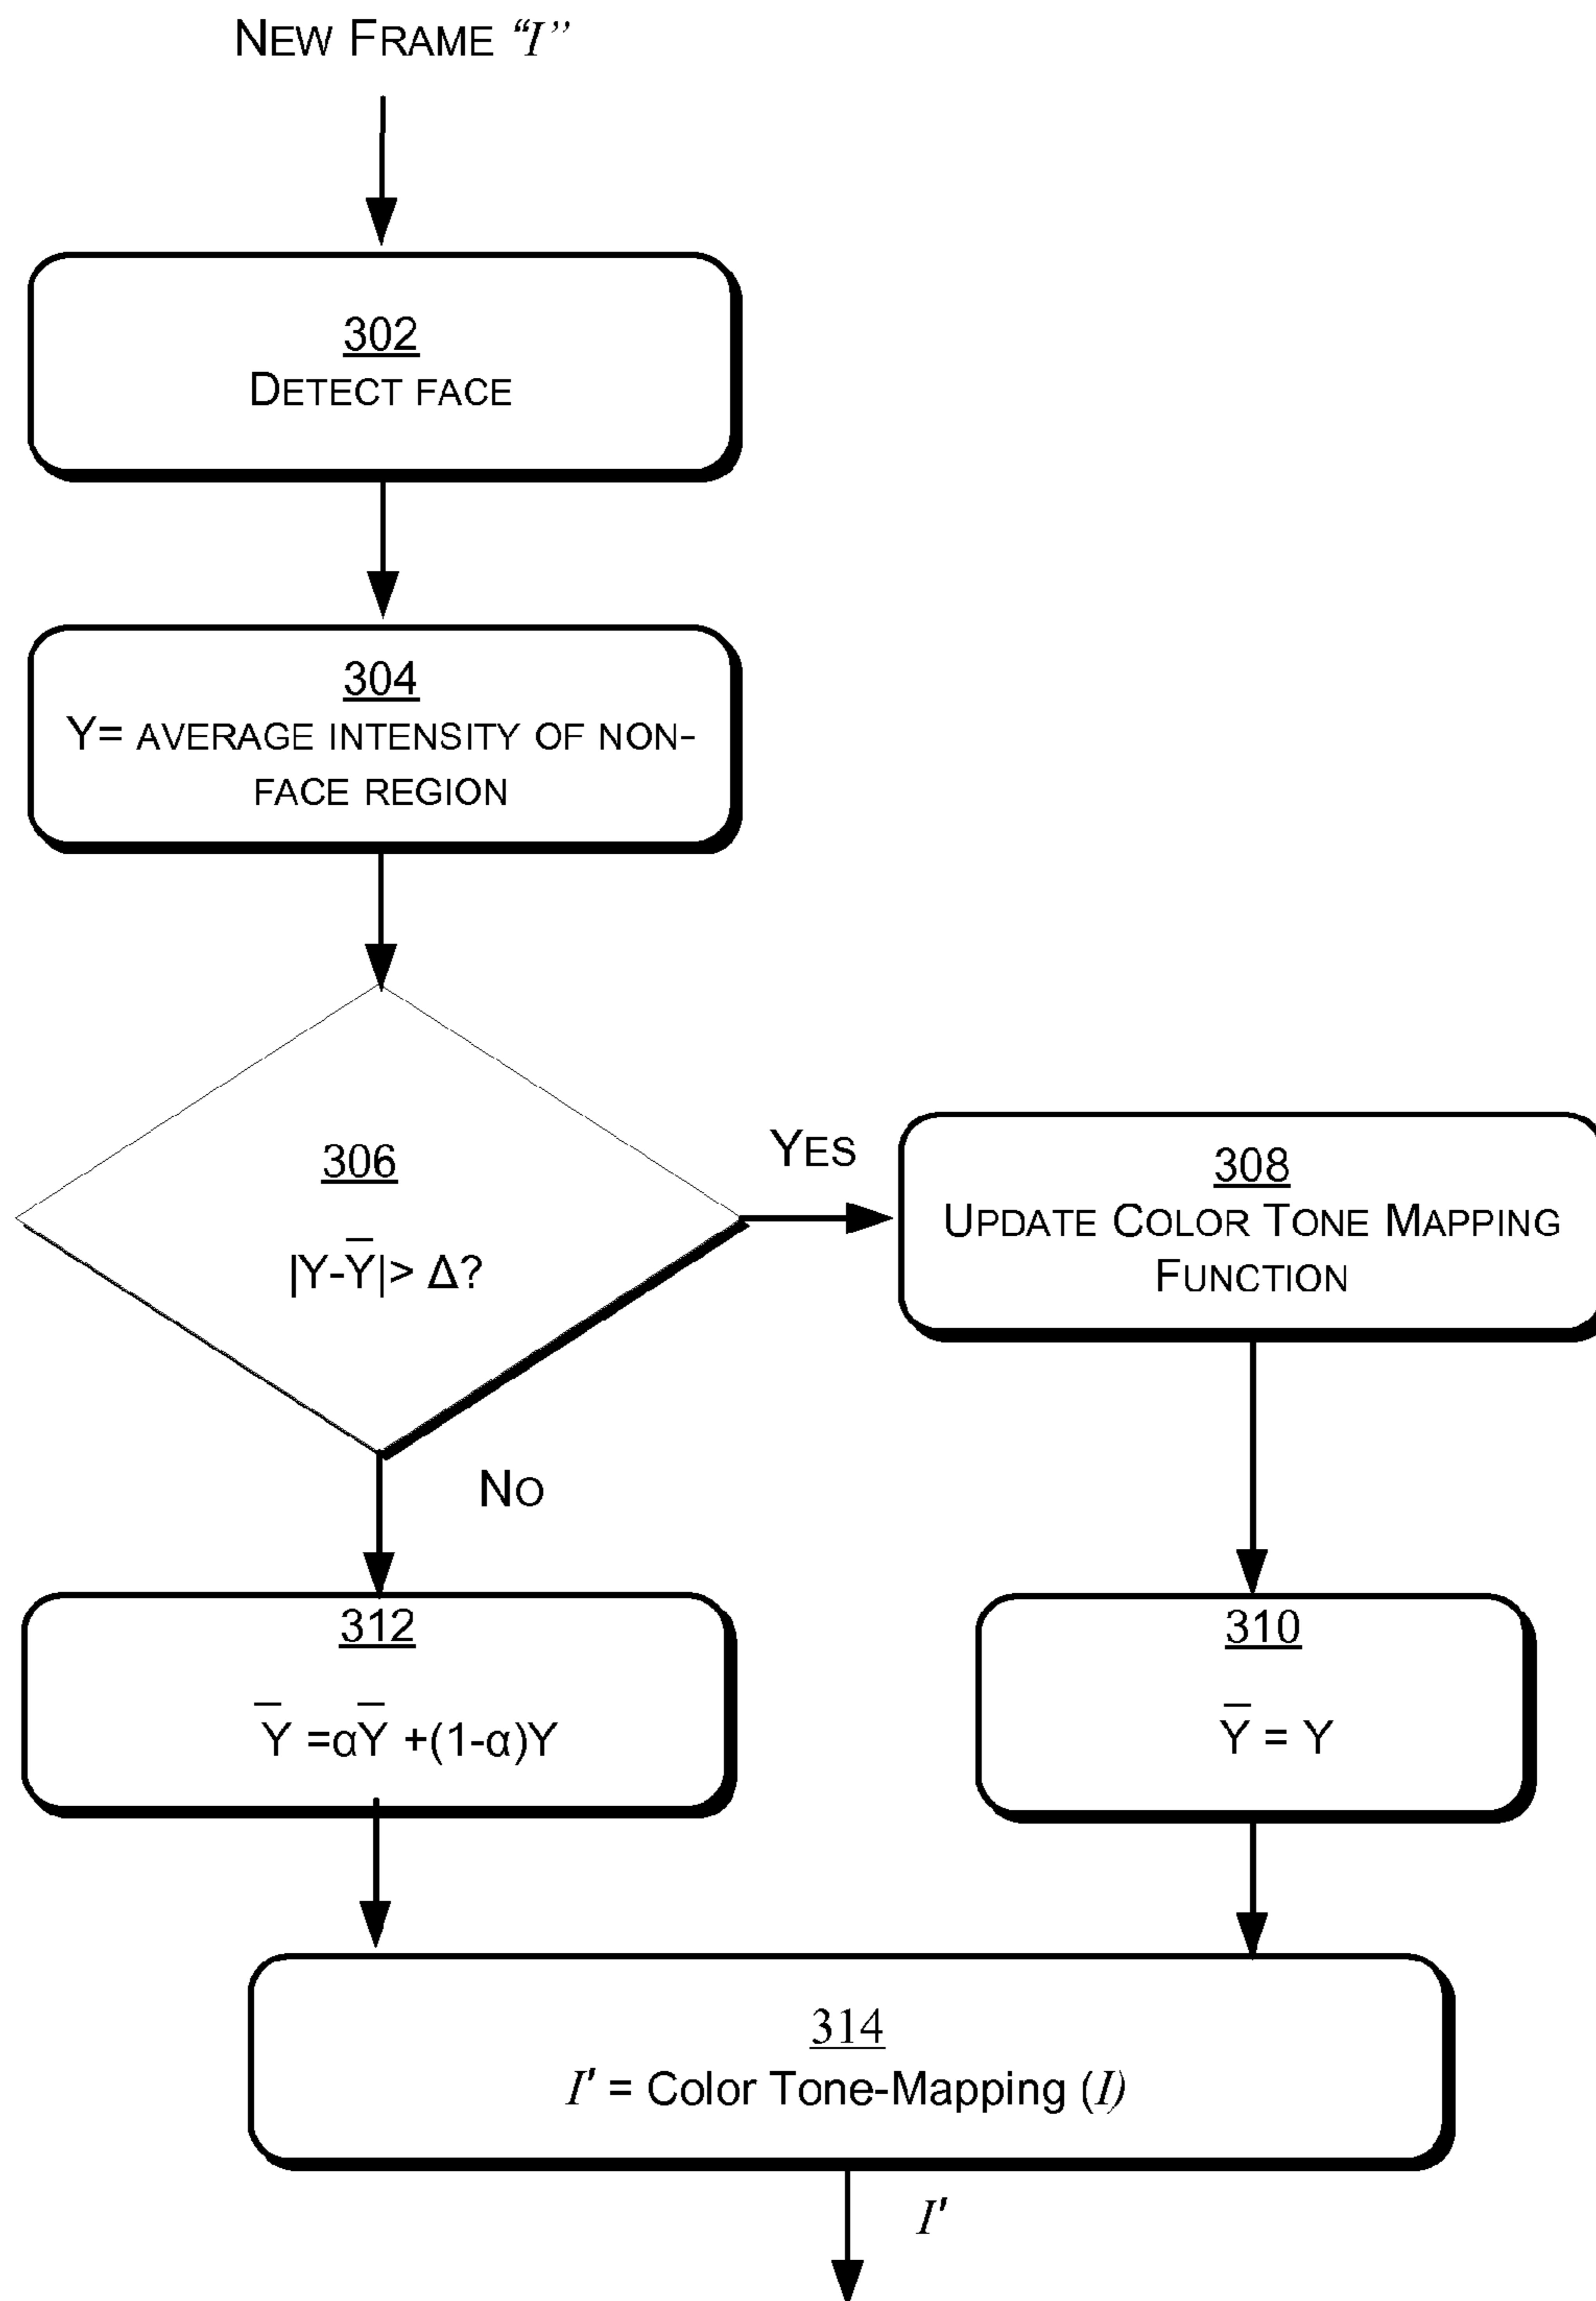 NEW FRAME “I”
302
DETECT FACE
304
Y= AVERAGE INTENSITY OF NON-
FACE REGION
306
|Y-Y̅|> Δ?
YES
308
UPDATE COLOR TONE MAPPING
FUNCTION
NO
312
Y̅ =αY̅ +(1-α)Y
310
Y̅ = Y
314
I' = Color Tone-Mapping (I)
I'